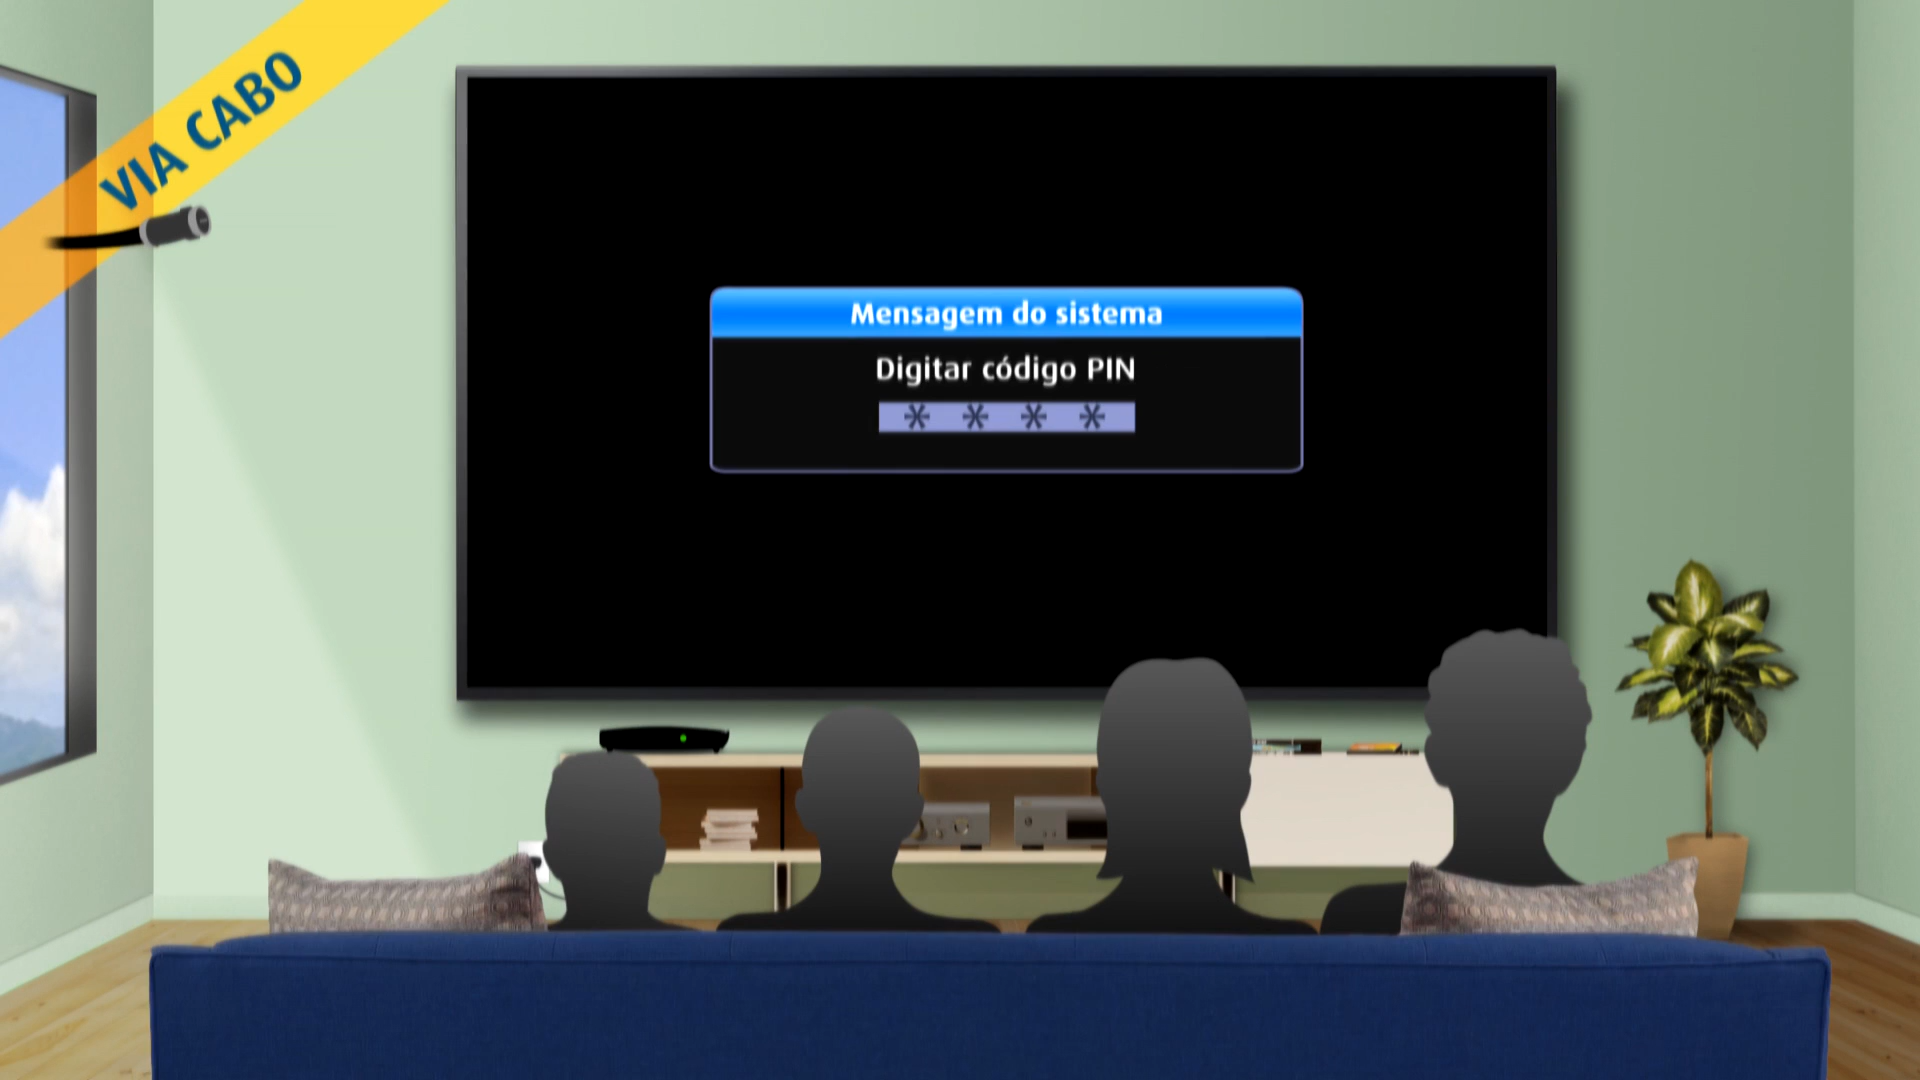 VIA CABO
Mensagem do sistema
Digitar código PIN
* * * *